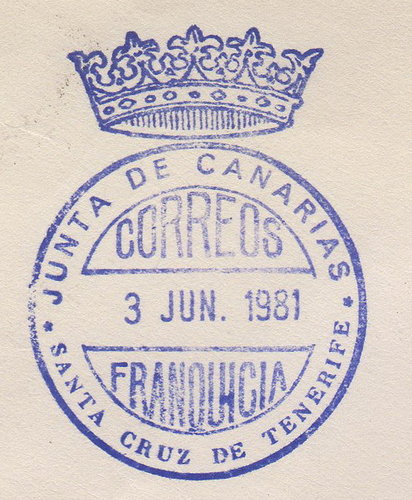 JUNTA DE CANARIAS
CORREOS
3 JUN. 1981
FRANQUICIA
* SANTA CRUZ DE TENERIFE *